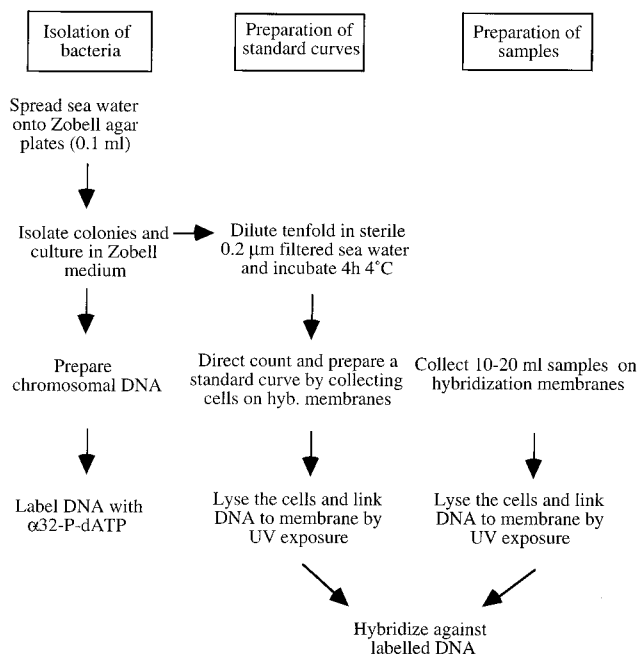 Isolation of
bacteria
Preparation of
standard curves
Preparation of
samples
Spread sea water
onto Zobell agar
plates (0.1 ml)
Isolate colonies and
culture in Zobell
medium
Dilute tenfold in sterile
0.2 µm filtered sea water
and incubate 4h 4˚C
Prepare
chromosomal DNA
Direct count and prepare a
standard curve by collecting
cells on hyb. membranes
Collect 10-20 ml samples on
hybridization membranes
Label DNA with
α32-P-dATP
Lyse the cells and link
DNA to membrane by
UV exposure
Lyse the cells and link
DNA to membrane by
UV exposure
Hybridize against
labelled DNA